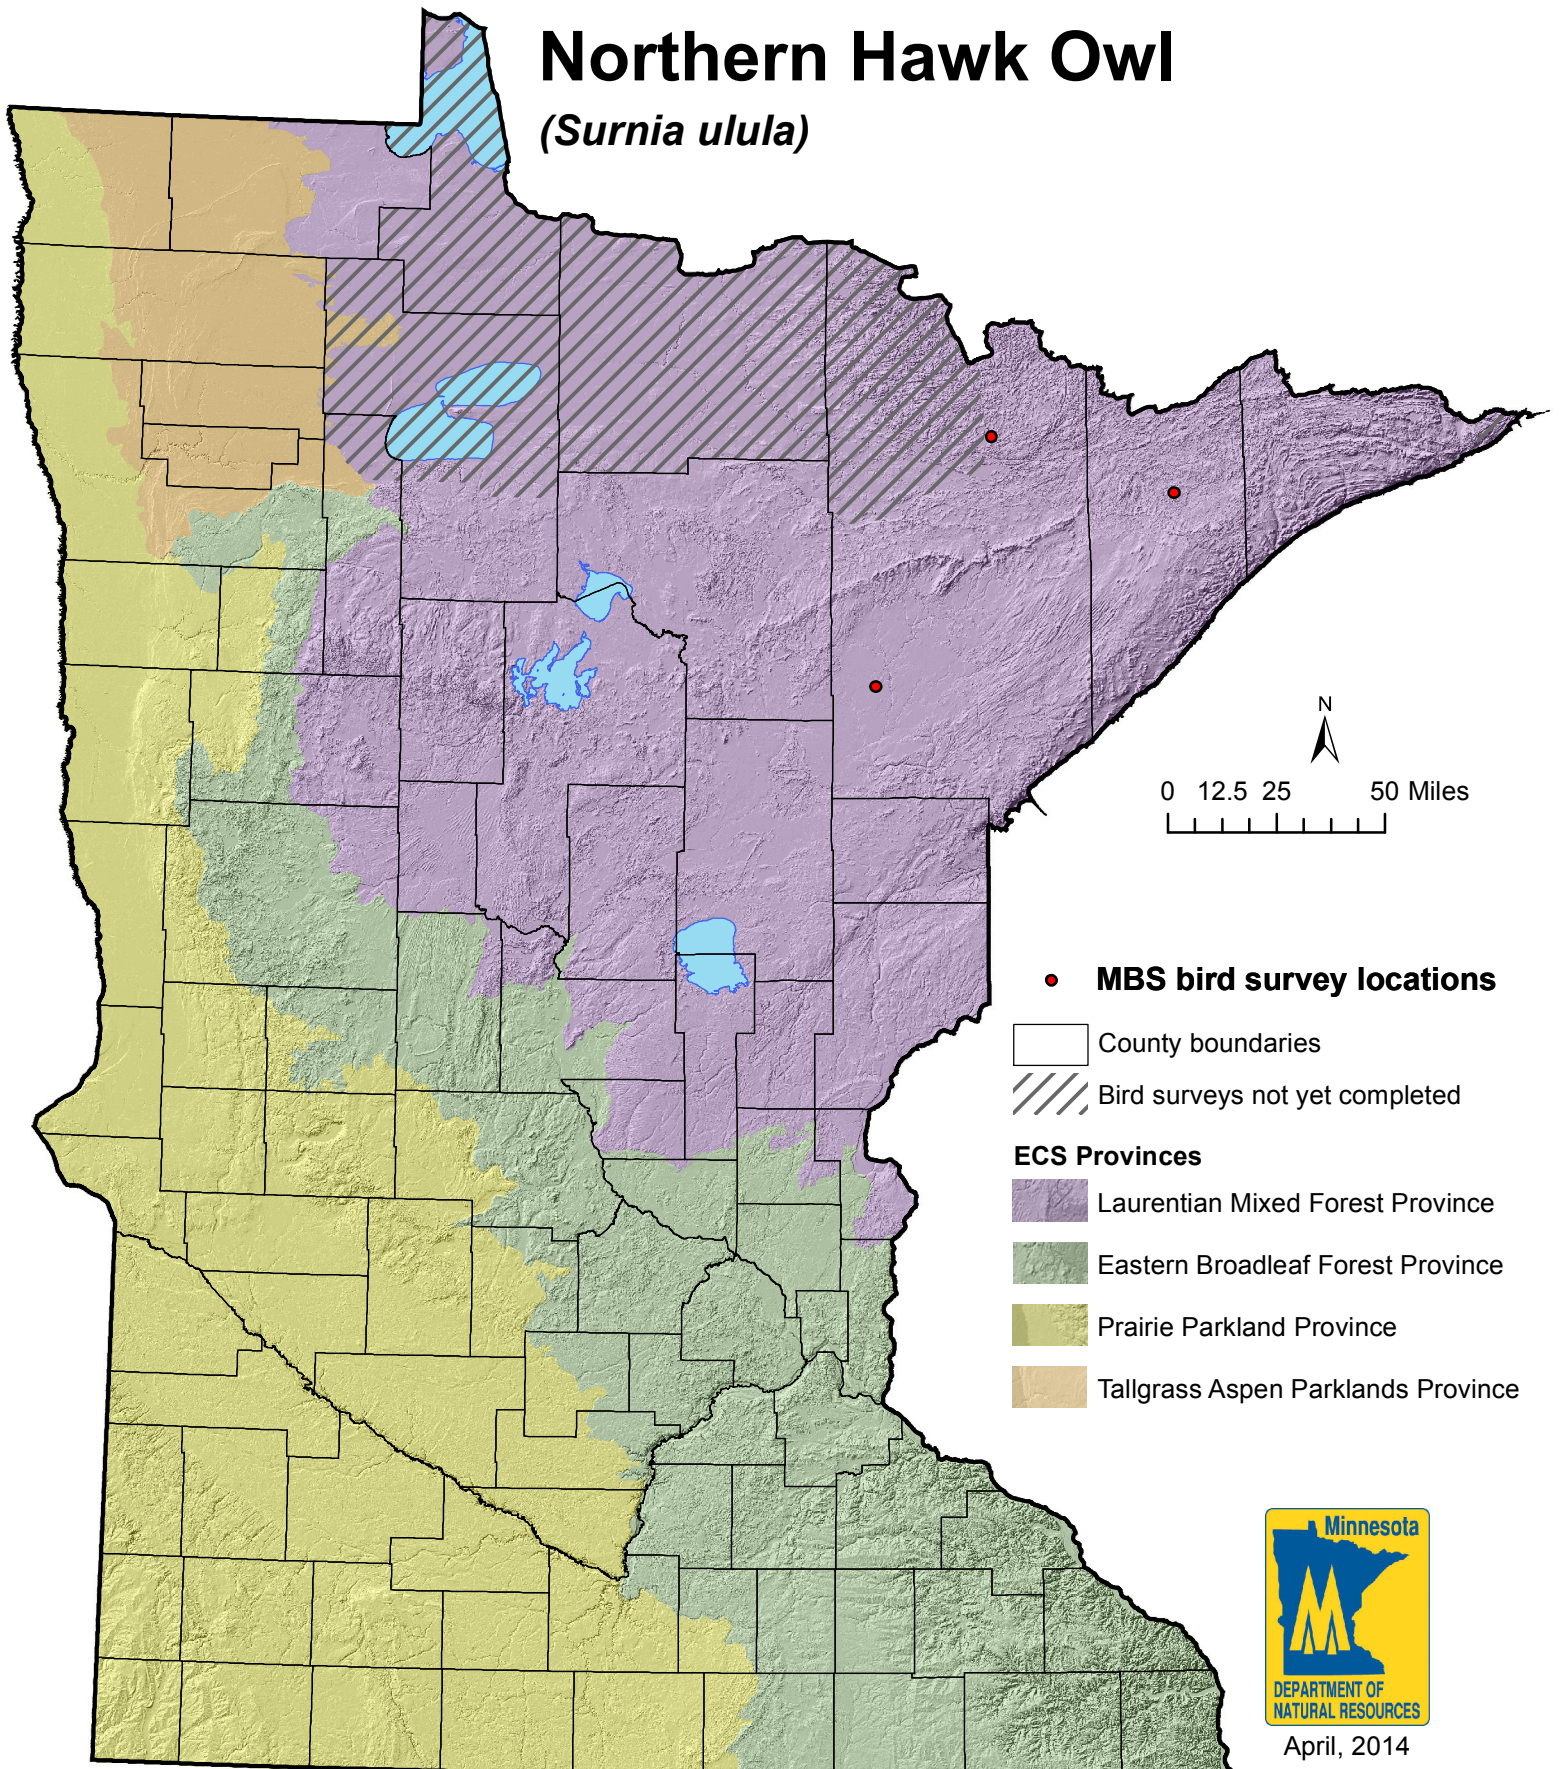 Northern Hawk Owl
(Surnia ulula)
N
0 12.5 25 50 Miles
MBS bird survey locations
County boundaries
Bird surveys not yet completed
ECS Provinces
Laurentian Mixed Forest Province
Eastern Broadleaf Forest Province
Prairie Parkland Province
Tallgrass Aspen Parklands Province
Minnesota
DEPARTMENT OF
NATURAL RESOURCES
April, 2014